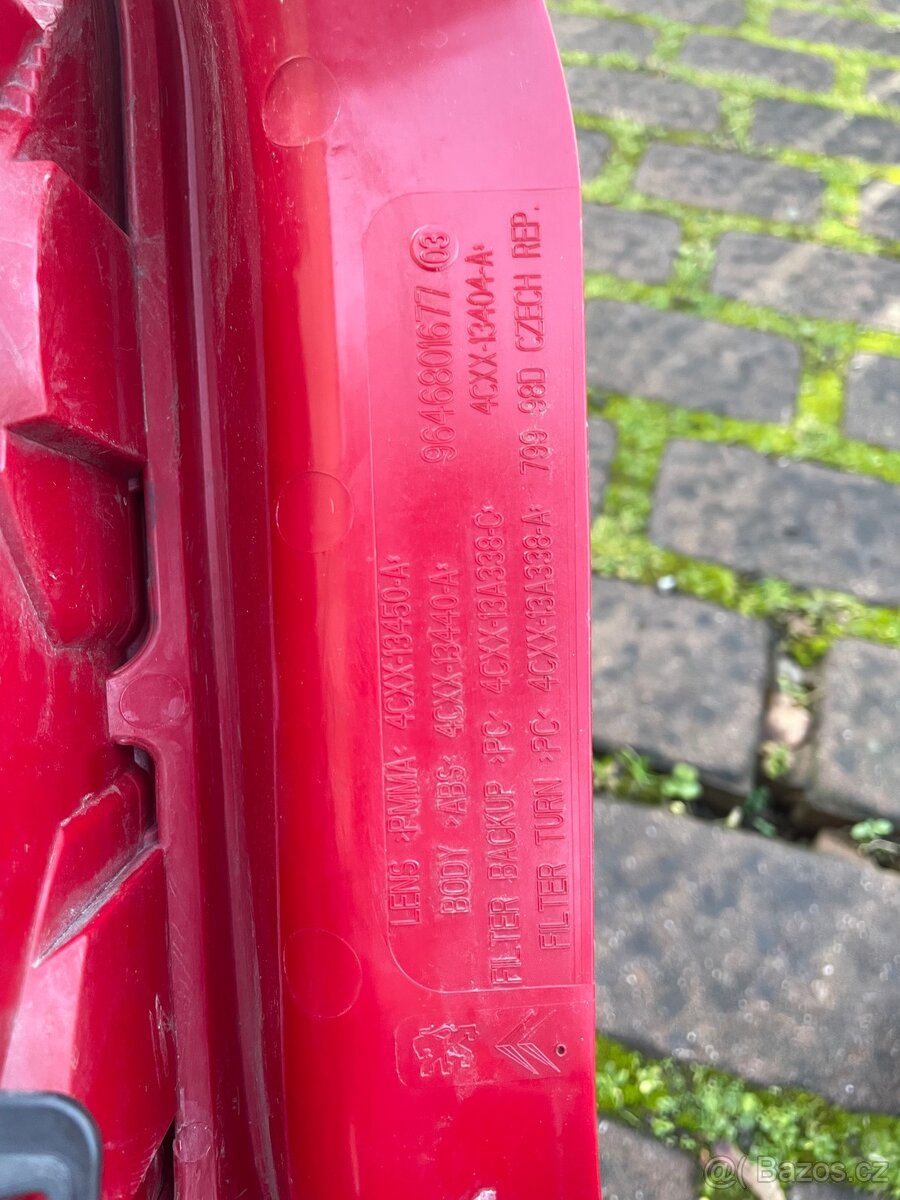 9646801677 03
4CXX-13404-A
799 98D CZECH REP.
LENS >PMMA< 4CXX-13450-A
BODY >ABS< 4CXX-13440-A
FILTER BACKUP >PC< 4CXX-13A338-C
FILTER TURN >PC< 4CXX-13A388-A
Bazos.cz